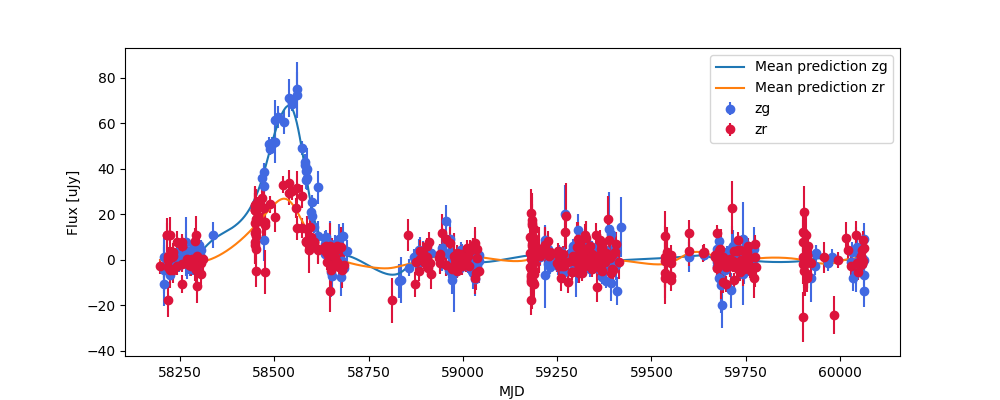 Mean prediction zg
Mean prediction zr
zg
zr
Flux [uJy]
80
60
40
20
0
−20
−40
58250
58500
58750
59000
59250
59500
59750
60000
MJD